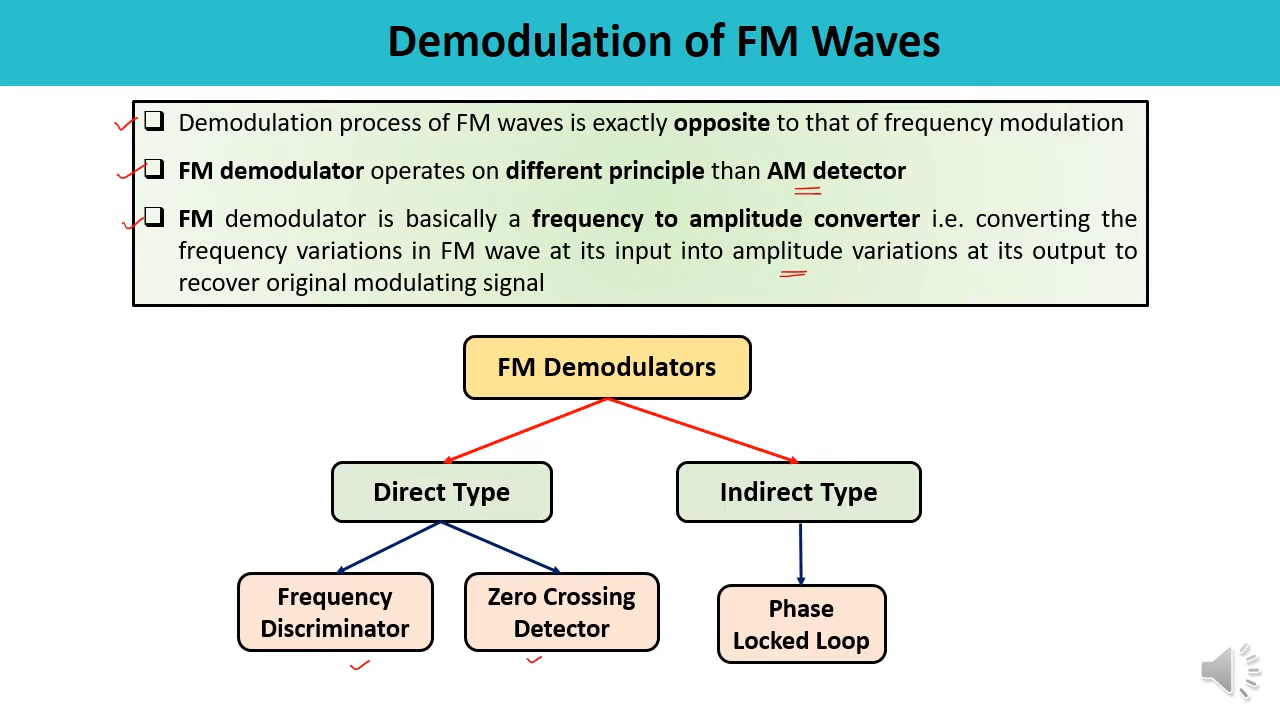 Demodulation of FM Waves
Demodulation process of FM waves is exactly opposite to that of frequency modulation
FM demodulator operates on different principle than AM detector
FM demodulator is basically a frequency to amplitude converter i.e. converting the
frequency variations in FM wave at its input into amplitude variations at its output to
recover original modulating signal
FM Demodulators
Direct Type
Indirect Type
Frequency
Discriminator
Zero Crossing
Detector
Phase
Locked Loop